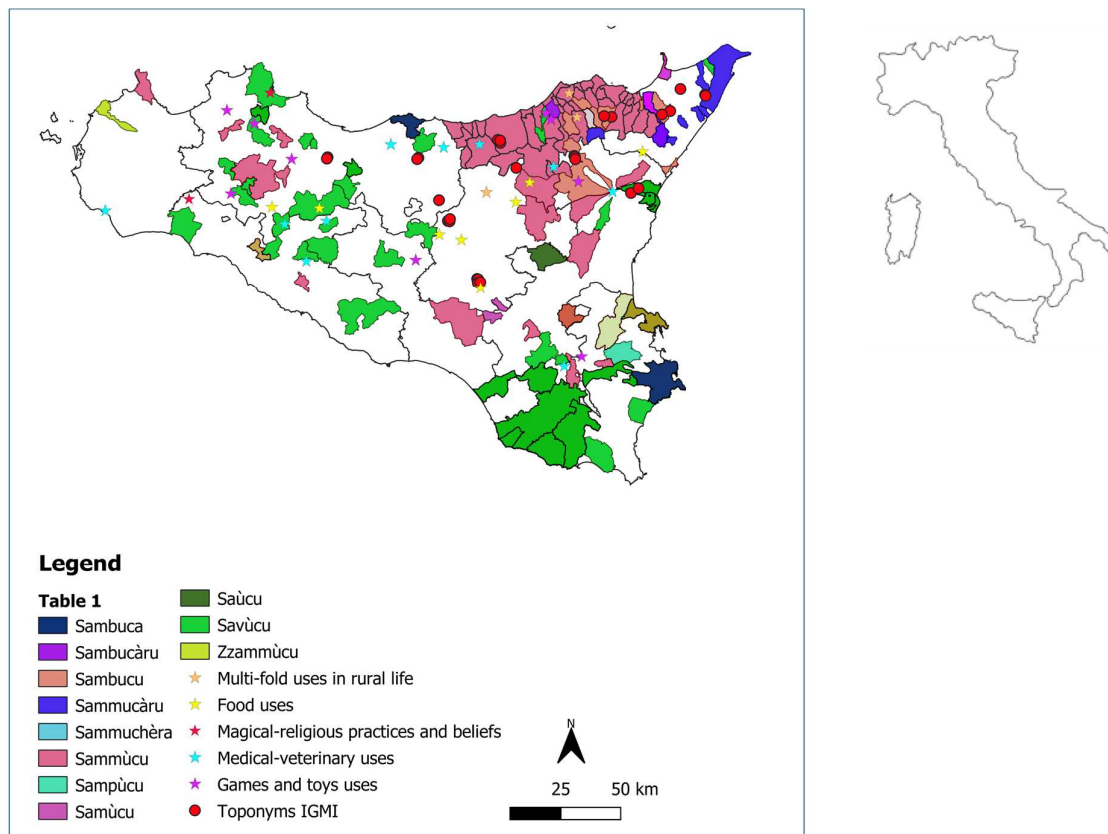 Legend
Table 1
Sambuca
Sambucàru
Sambucu
Sammucàru
Sammuchèra
Sammùcu
Sampùcu
Samùcu
Saùcu
Savùcu
Zzammùcu
Multi-fold uses in rural life
Food uses
Magical-religious practices and beliefs
Medical-veterinary uses
Games and toys uses
Toponyms IGMI
N
25 50 km